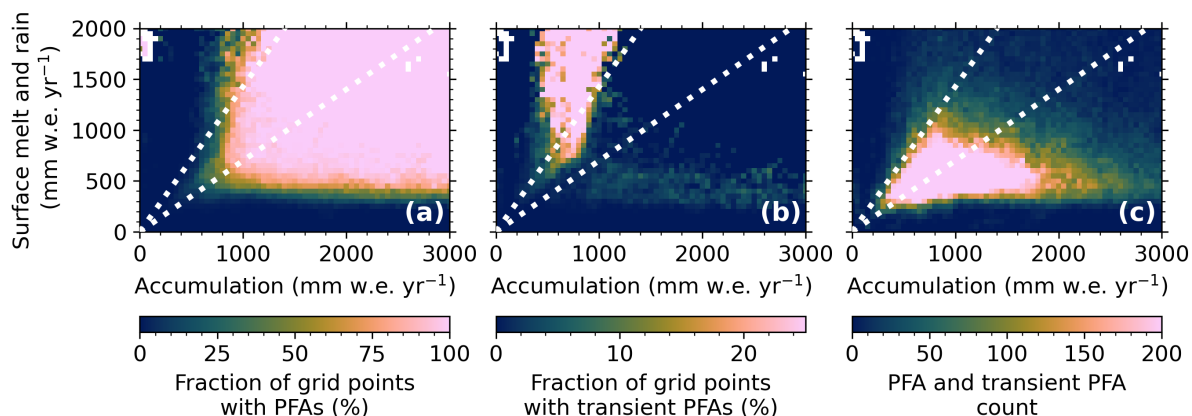 Surface melt and rain
(mm w.e. yr⁻¹)
2000
1500
1000
500
0
(a)
(b)
(c)
0 1000 2000 3000
0 1000 2000 3000
0 1000 2000 3000
Accumulation (mm w.e. yr⁻¹)
Accumulation (mm w.e. yr⁻¹)
Accumulation (mm w.e. yr⁻¹)
0 25 50 75 100
0 10 20
0 50 100 150 200
Fraction of grid points
with PFAs (%)
Fraction of grid points
with transient PFAs (%)
PFA and transient PFA
count